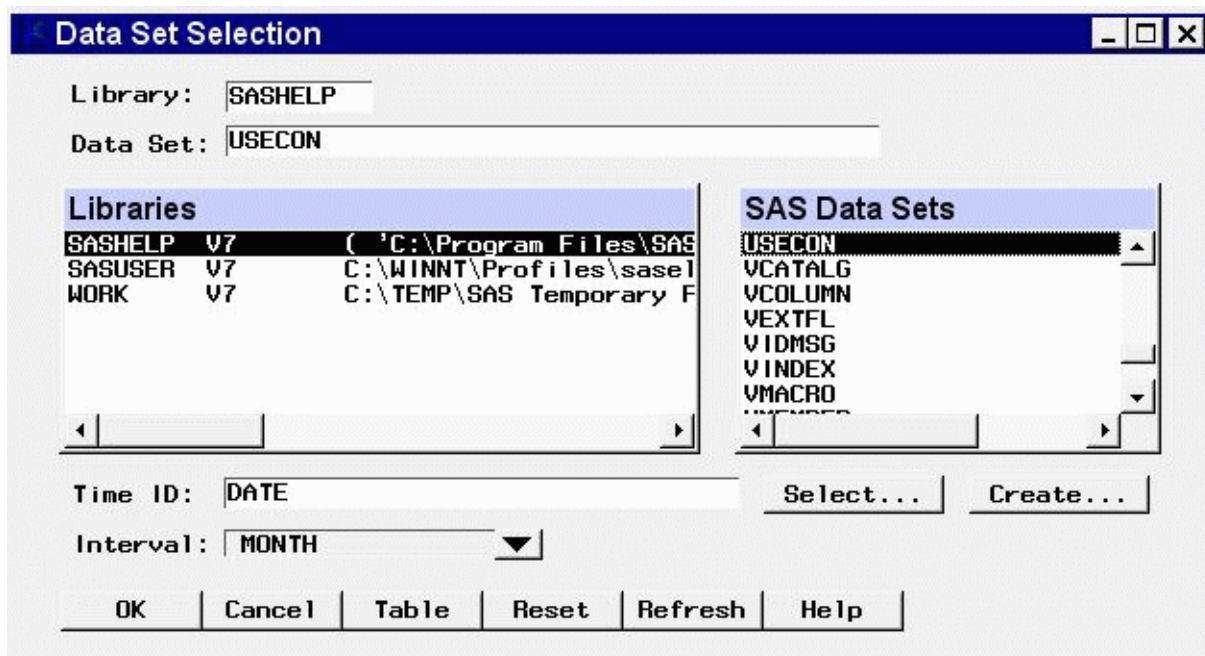 Data Set Selection
Library: SASHELP
Data Set: USECON
Libraries
SASHELP V7 ( 'C:\Program Files\SAS
SASUSER V7 C:\WINNT\Profiles\sasel
WORK V7 C:\TEMP\SAS Temporary F
SAS Data Sets
USECON
VCATALG
VCOLUMN
VEXTFL
VIDMSG
VINDEX
VMACRO
Time ID: DATE Select... Create...
Interval: MONTH
OK Cancel Table Reset Refresh Help